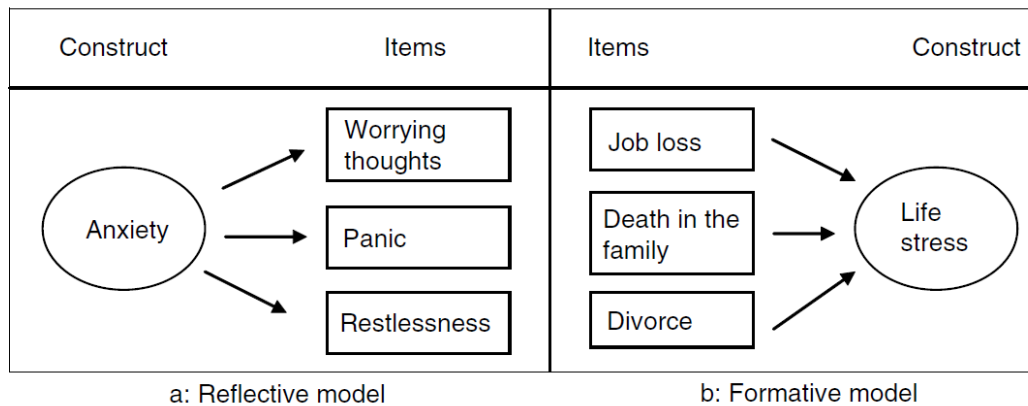 Construct Items Items Construct
Worrying
thoughts
Anxiety
Panic
Restlessness
Job loss
Death in the
family
Divorce
Life
stress
a: Reflective model b: Formative model